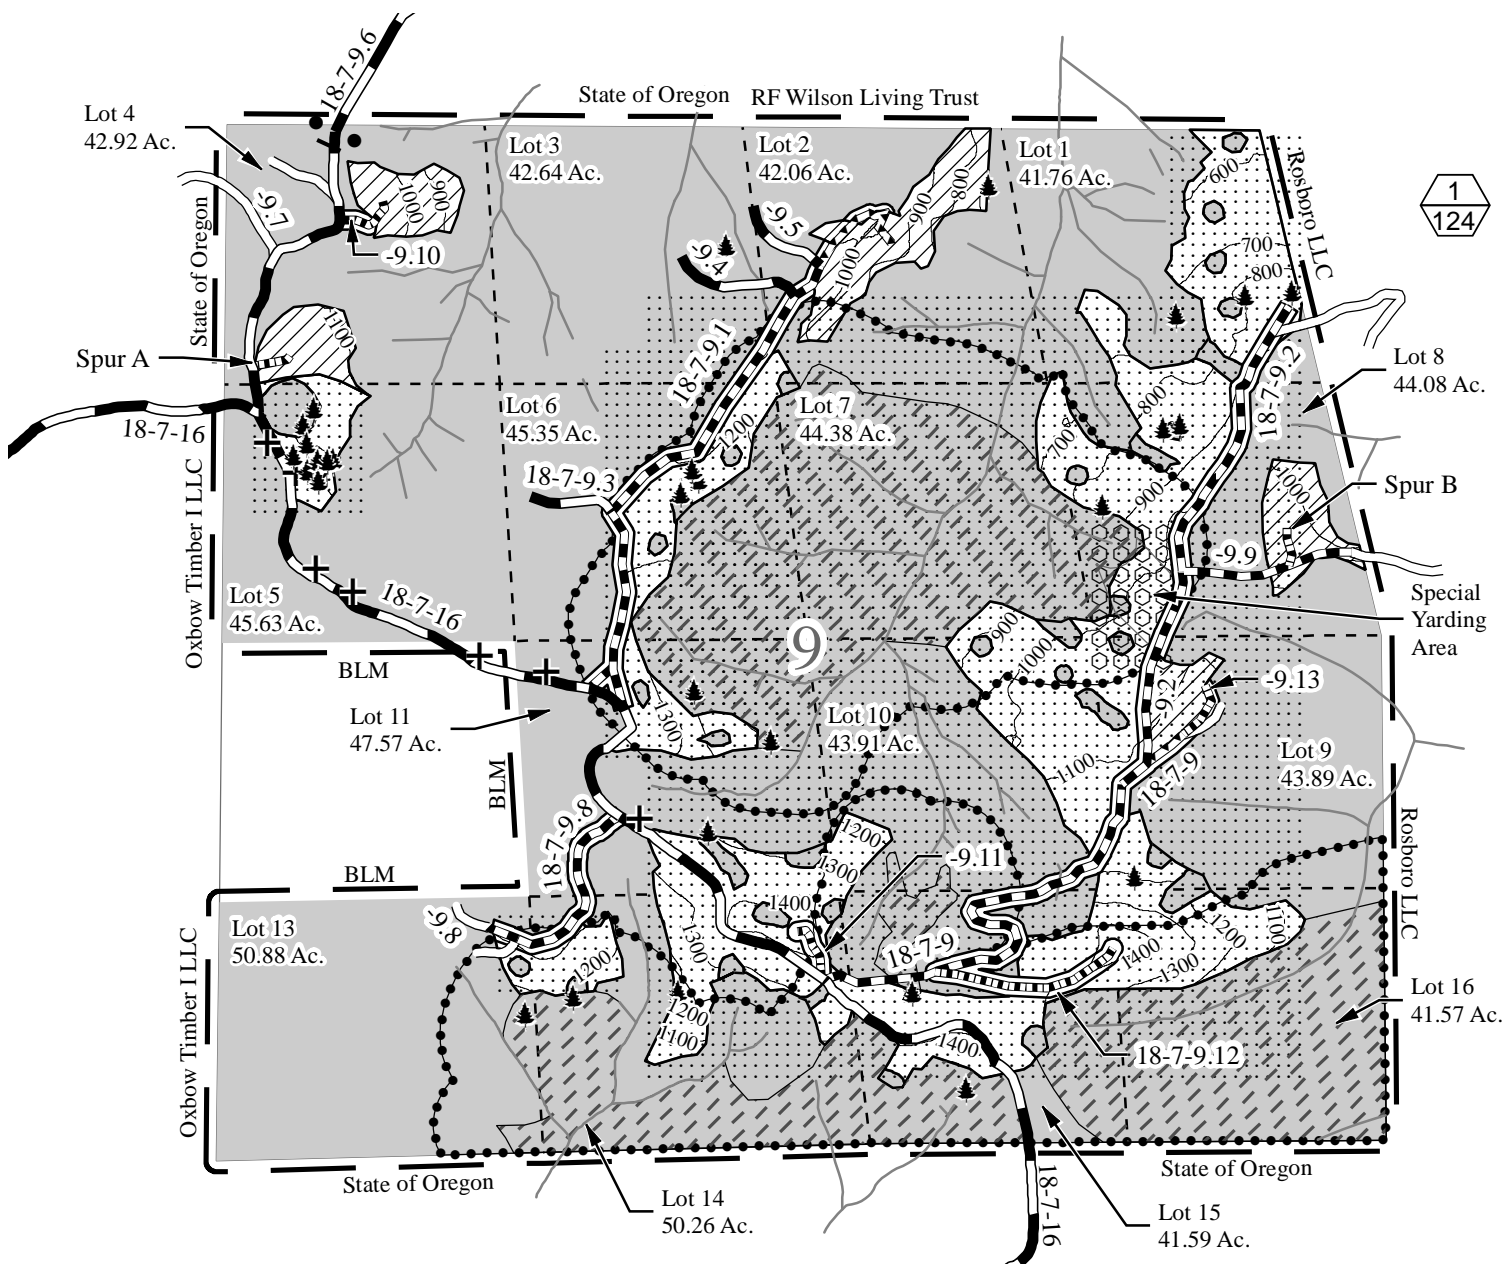 18-7-9.6
Lot 4
42.92 Ac.
State of Oregon
RF Wilson Living Trust
Lot 3
42.64 Ac.
Lot 2
42.06 Ac.
Lot 1
41.76 Ac.
600
Rosboro LLC
1
124
-9.7
1000
900
-9.10
State of Oregon
-9.5
-9.4
900
800
1000
700
800
1100
Spur A
18-7-9.1
18-7-9.2
Lot 8
44.08 Ac.
18-7-16
Lot 6
45.35 Ac.
1200
Lot 7
44.38 Ac.
800
700
900
18-7-9.3
1000
Spur B
-9.9
Oxbow Timber I LLC
Lot 5
45.63 Ac.
18-7-16
Special
Yarding
Area
9
900
1000
BLM
-9.2
-9.13
Lot 11
47.57 Ac.
1300
Lot 10
43.91 Ac.
1100
18-7-9
Lot 9
43.89 Ac.
BLM
18-7-9.8
1200
1300
-9.11
Rosboro LLC
BLM
1400
-9.8
Lot 13
50.88 Ac.
1300
18-7-9
1200
1100
1400
1300
1200
Oxbow Timber I LLC
1200
1100
1400
Lot 16
41.57 Ac.
18-7-9.12
State of Oregon
State of Oregon
Lot 14
50.26 Ac.
18-7-16
Lot 15
41.59 Ac.